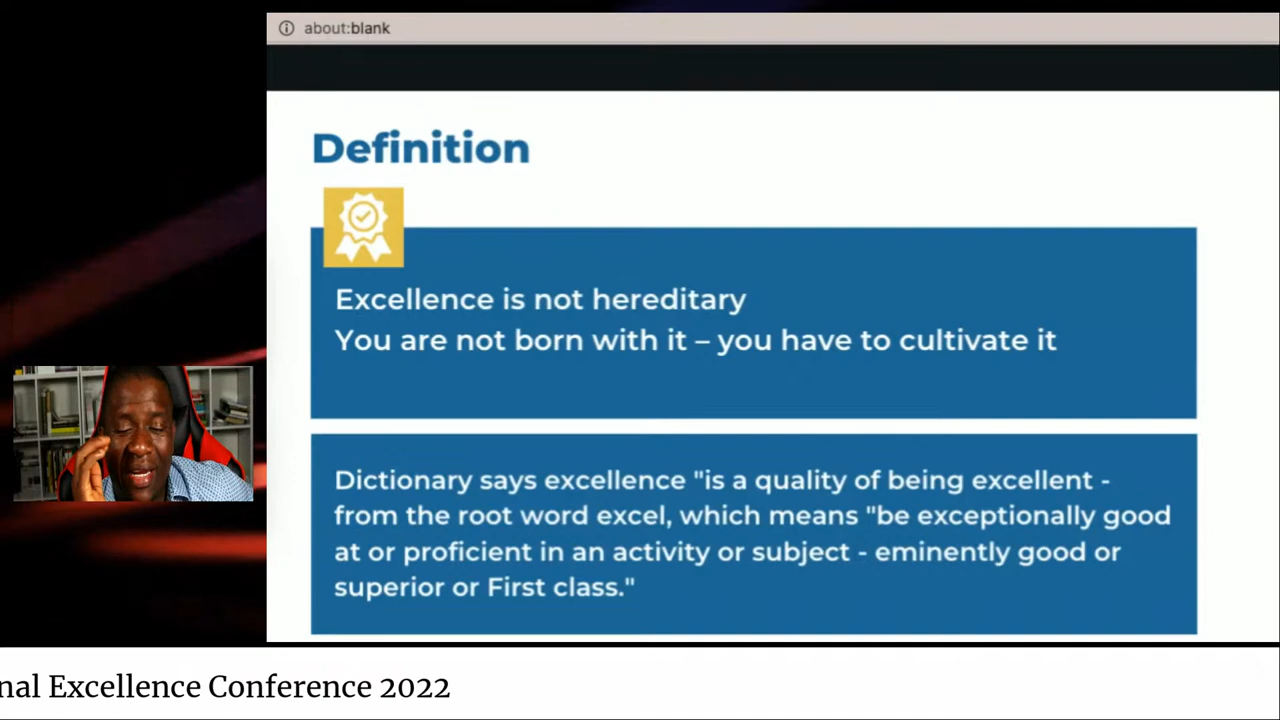 about:blank
Definition
Excellence is not hereditary
You are not born with it – you have to cultivate it
Dictionary says excellence "is a quality of being excellent -
from the root word excel, which means "be exceptionally good
at or proficient in an activity or subject - eminently good or
superior or First class."
nal Excellence Conference 2022